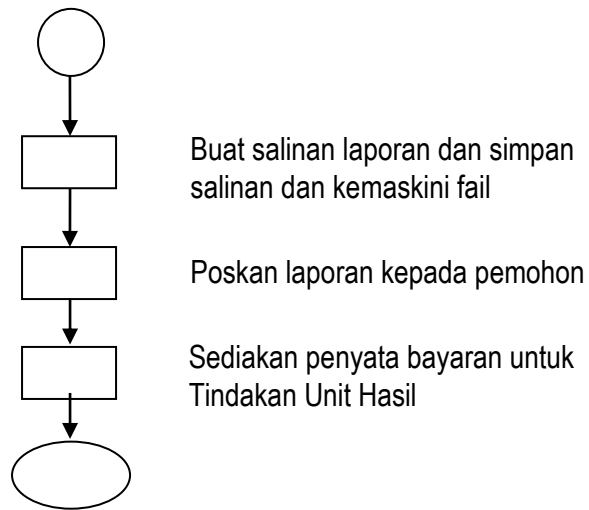 Buat salinan laporan dan simpan
salinan dan kemaskini fail
Poskan laporan kepada pemohon
Sediakan penyata bayaran untuk
Tindakan Unit Hasil